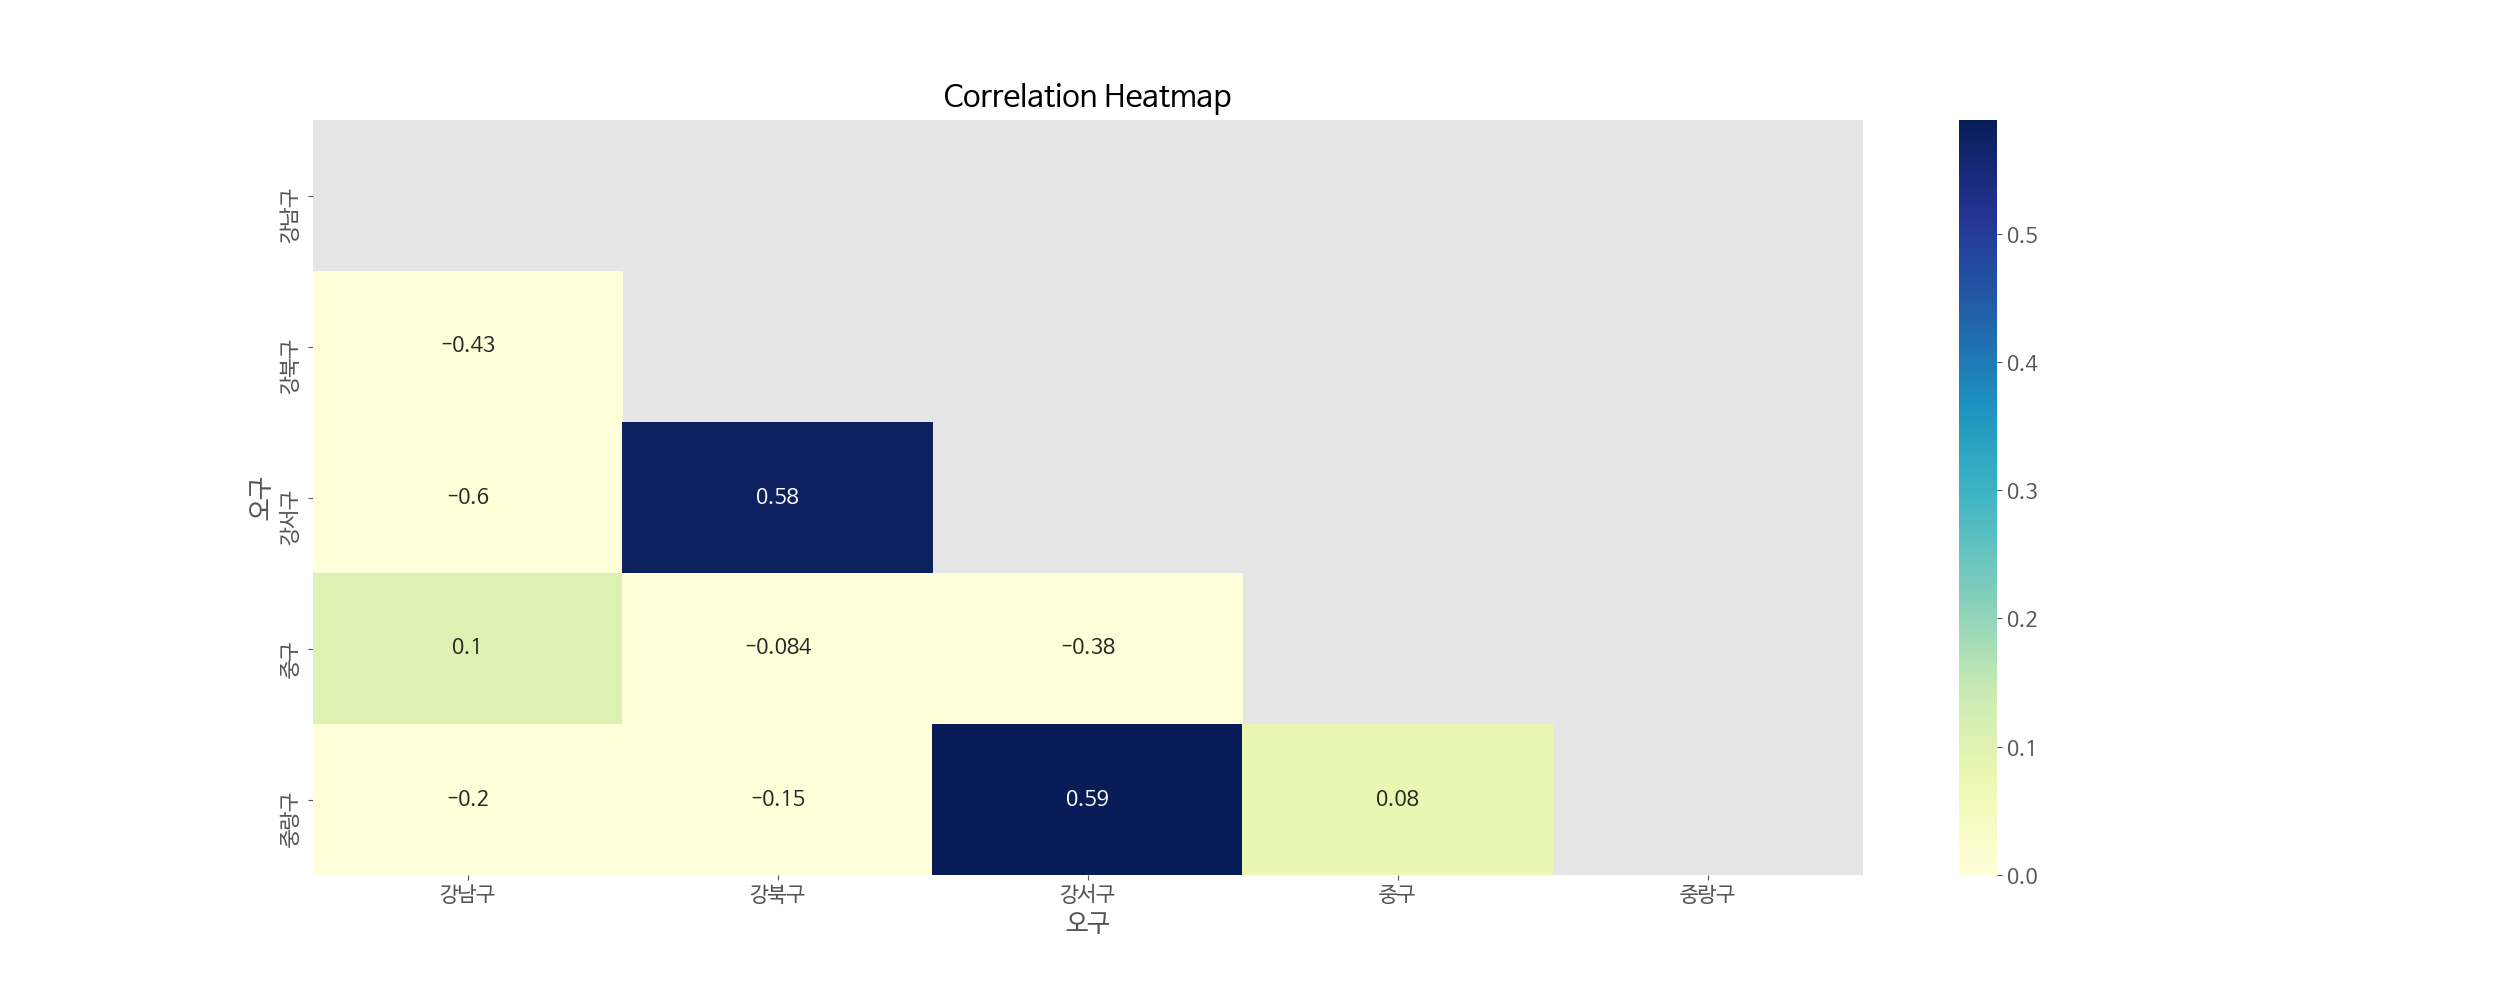 Correlation Heatmap
오구
강남구
강북구
-0.43
강서구
-0.6 0.58
중구
0.1 -0.084 -0.38
중랑구
-0.2 -0.15 0.59 0.08
강남구 강북구 강서구 중구 중랑구
오구
0.5
0.4
0.3
0.2
0.1
0.0